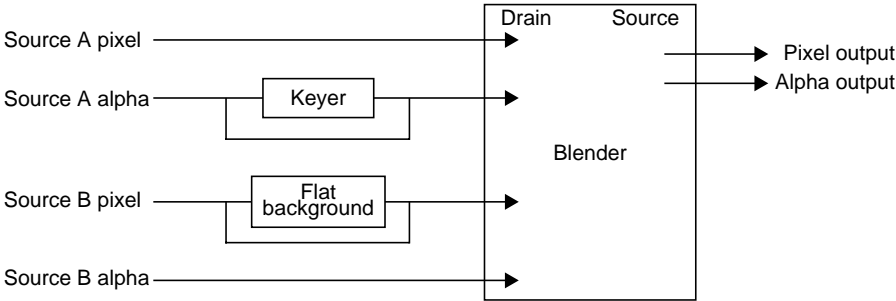 Drain Source
Source A pixel
Pixel output
Alpha output
Source A alpha
Keyer
Blender
Source B pixel
Flat
background
Source B alpha